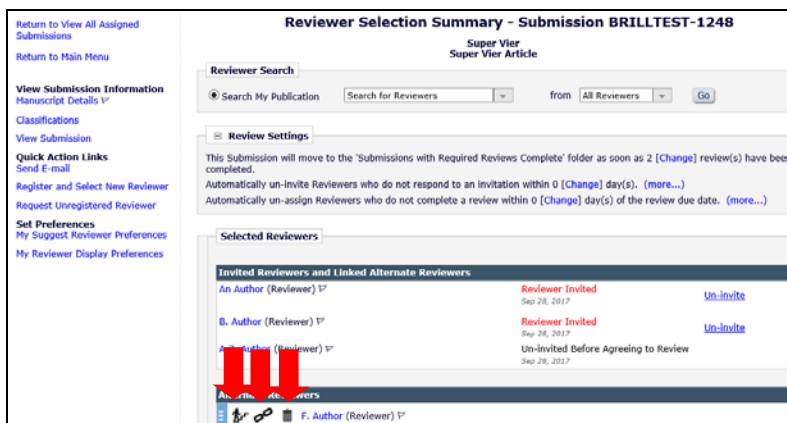 Return to View All Assigned
Submissions
Return to Main Menu
View Submission Information
Manuscript Details
Classifications
View Submission
Quick Action Links
Send E-mail
Register and Select New Reviewer
Request Unregistered Reviewer
Set Preferences
My Suggest Reviewer Preferences
My Reviewer Display Preferences
Reviewer Selection Summary - Submission BRILLTEST-1248
Super Vier
Super Vier Article
Reviewer Search
Search My Publication Search for Reviewers from All Reviewers Go
Review Settings
This Submission will move to the 'Submissions with Required Reviews Complete' folder as soon as 2 [Change] review(s) have been
completed.
Automatically un-invite Reviewers who do not respond to an invitation within 0 [Change] day(s). (more...)
Automatically un-assign Reviewers who do not complete a review within 0 [Change] day(s) of the review due date. (more...)
Selected Reviewers
Invited Reviewers and Linked Alternate Reviewers
An Author (Reviewer) Reviewer Invited Un-invite
Sep 28, 2017
B. Author (Reviewer) Reviewer Invited Un-invite
Sep 28, 2017
Author (Reviewer) Un-invited Before Agreeing to Review
Sep 28, 2017
F. Author (Reviewer)